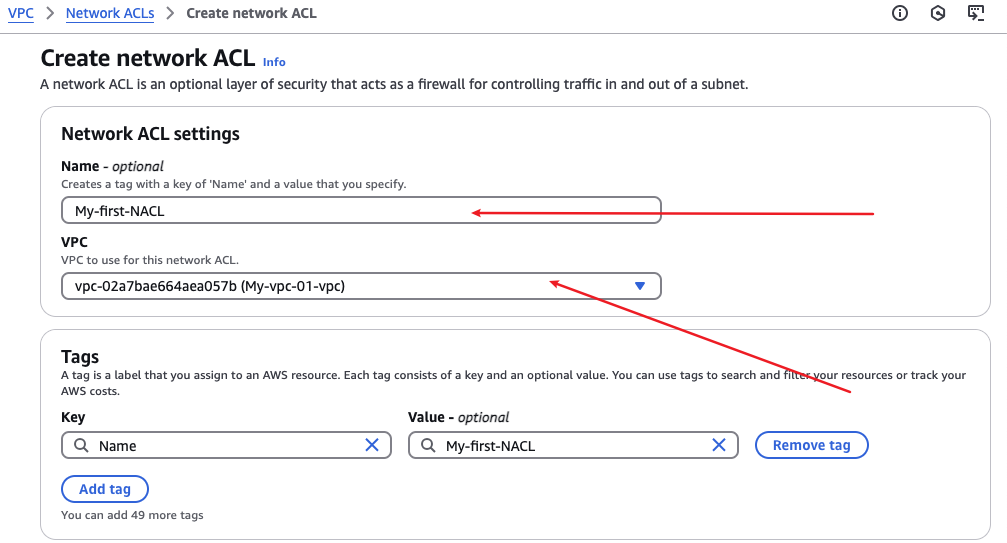 VPC > Network ACLs > Create network ACL
Create network ACL Info
A network ACL is an optional layer of security that acts as a firewall for controlling traffic in and out of a subnet.
Network ACL settings
Name - optional
Creates a tag with a key of 'Name' and a value that you specify.
My-first-NACL
VPC
VPC to use for this network ACL.
vpc-02a7bae664aea057b (My-vpc-01-vpc)
Tags
A tag is a label that you assign to an AWS resource. Each tag consists of a key and an optional value. You can use tags to search and filter your resources or track your
AWS costs.
Key
Value - optional
Name
My-first-NACL
Remove tag
Add tag
You can add 49 more tags